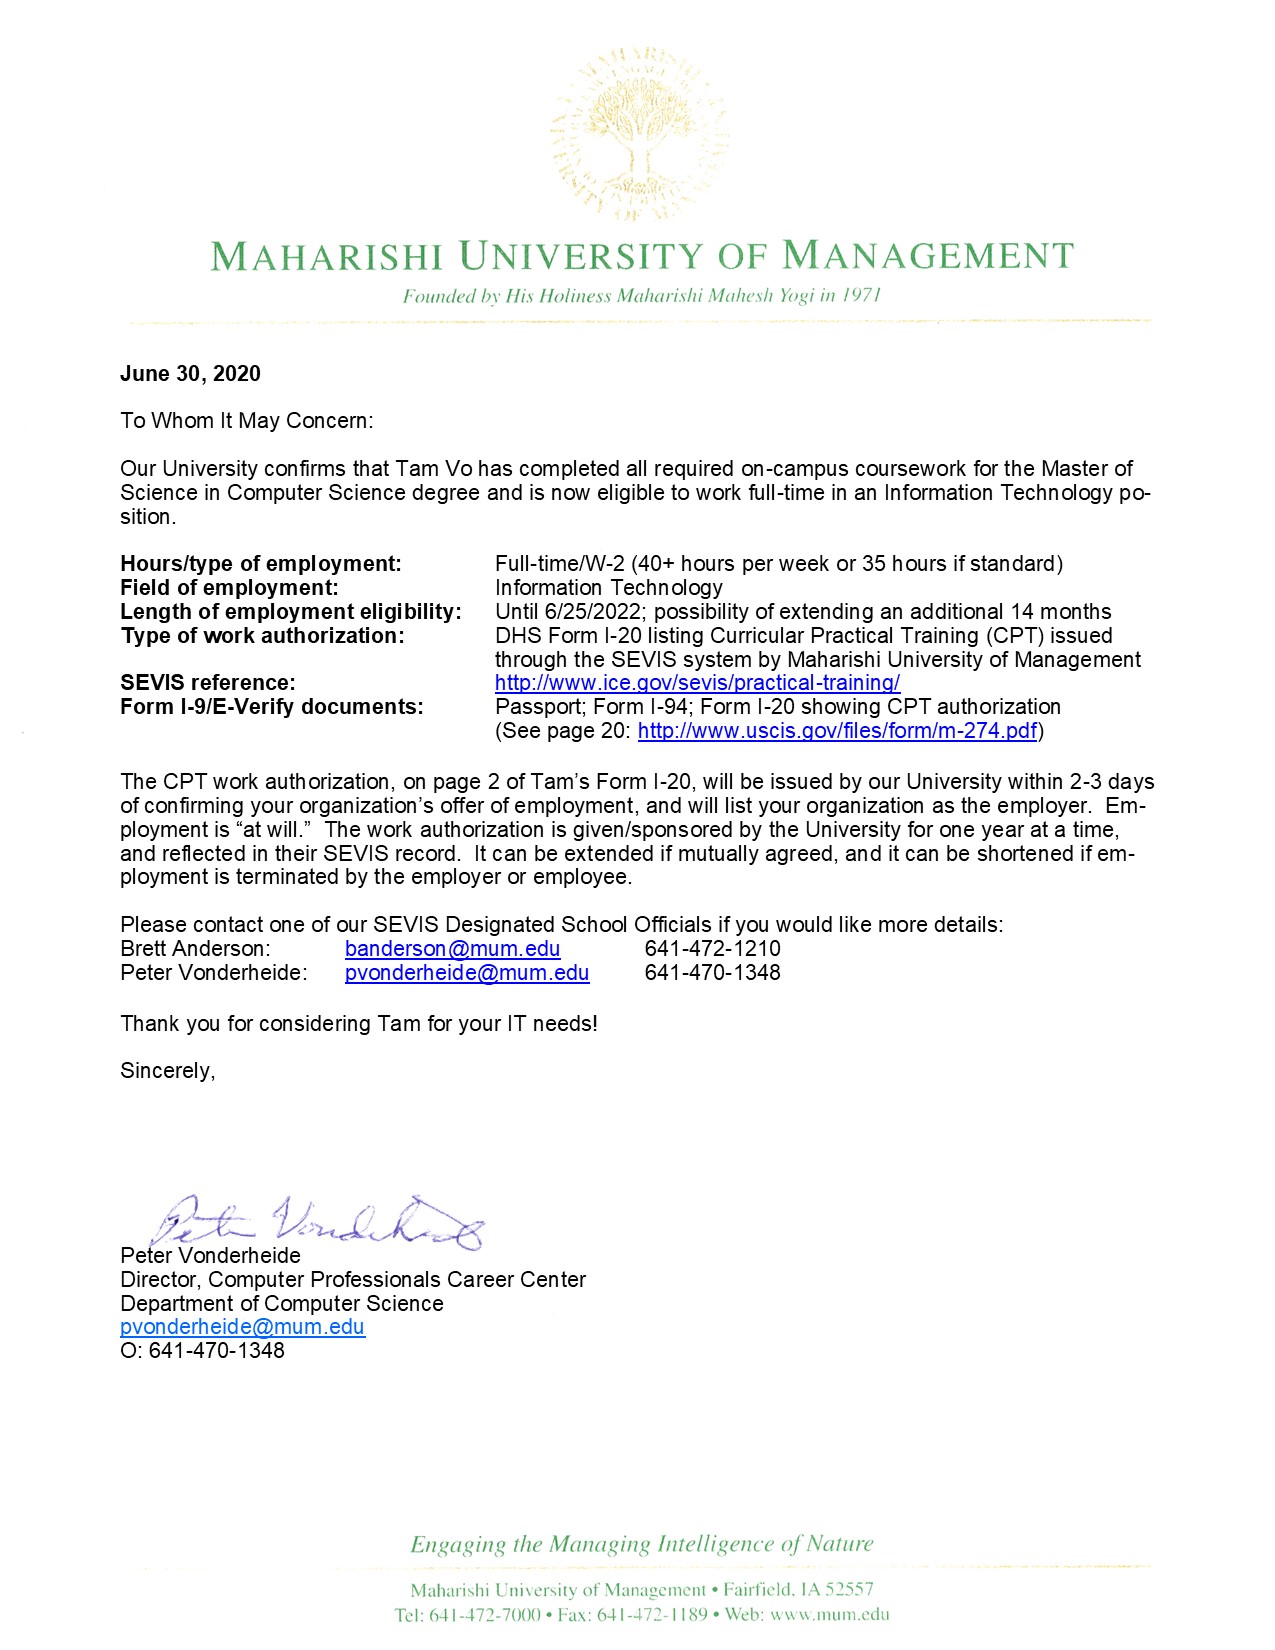 MAHARISHI UNIVERSITY OF MANAGEMENT
Founded by His Holiness Maharishi Mahesh Yogi in 1971
June 30, 2020
To Whom It May Concern:
Our University confirms that Tam Vo has completed all required on-campus coursework for the Master of
Science in Computer Science degree and is now eligible to work full-time in an Information Technology po-
sition.
Hours/type of employment: Full-time/W-2 (40+ hours per week or 35 hours if standard)
Field of employment: Information Technology
Length of employment eligibility: Until 6/25/2022; possibility of extending an additional 14 months
Type of work authorization: DHS Form I-20 listing Curricular Practical Training (CPT) issued
through the SEVIS system by Maharishi University of Management
SEVIS reference: http://www.ice.gov/sevis/practical-training/
Form I-9/E-Verify documents: Passport; Form I-94; Form I-20 showing CPT authorization
(See page 20: http://www.uscis.gov/files/form/m-274.pdf)
The CPT work authorization, on page 2 of Tam's Form I-20, will be issued by our University within 2-3 days
of confirming your organization's offer of employment, and will list your organization as the employer. Em-
ployment is "at will." The work authorization is given/sponsored by the University for one year at a time,
and reflected in their SEVIS record. It can be extended if mutually agreed, and it can be shortened if em-
ployment is terminated by the employer or employee.
Please contact one of our SEVIS Designated School Officials if you would like more details:
Brett Anderson: banderson@mum.edu 641-472-1210
Peter Vonderheide: pvonderheide@mum.edu 641-470-1348
Thank you for considering Tam for your IT needs!
Sincerely,
Peter Vonderheide
Peter Vonderheide
Director, Computer Professionals Career Center
Department of Computer Science
pvonderheide@mum.edu
O: 641-470-1348
Engaging the Managing Intelligence of Nature
Maharishi University of Management • Fairfield, IA 52557
Tel: 641-472-7000 • Fax: 641-472-1189 • Web: www.mum.edu